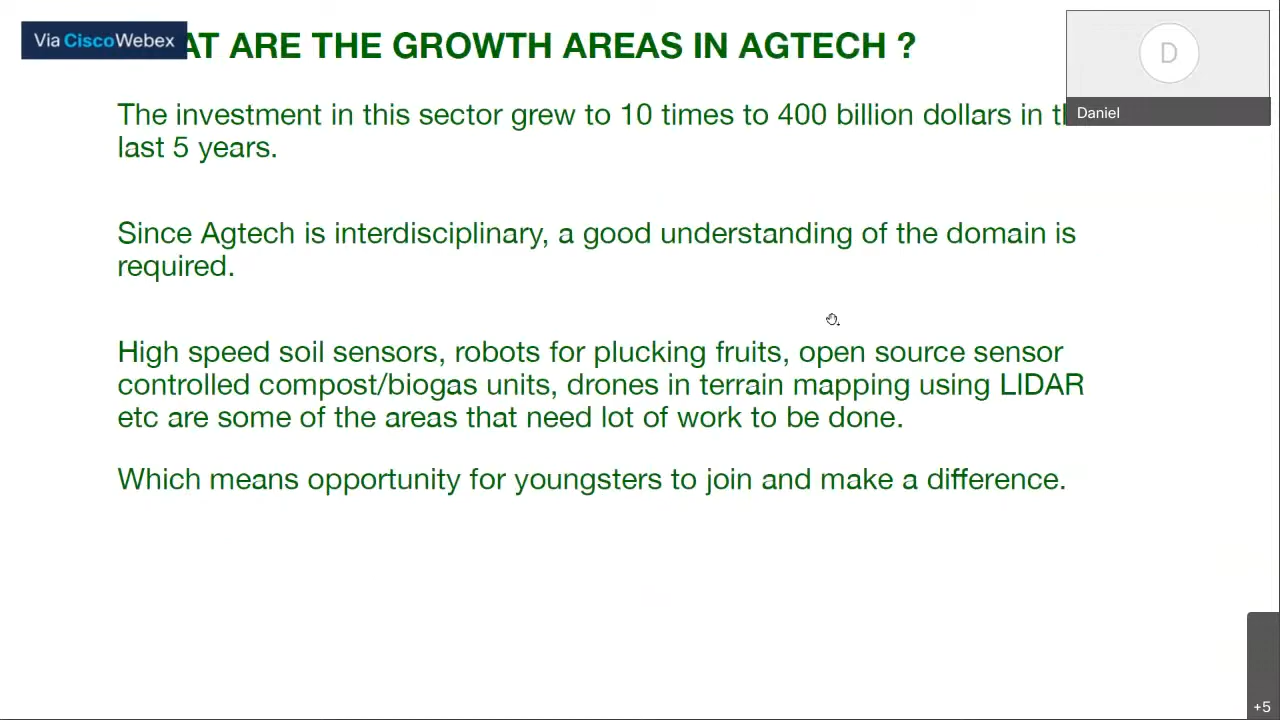 Via CiscoWebex
AT ARE THE GROWTH AREAS IN AGTECH ?
D
Daniel
The investment in this sector grew to 10 times to 400 billion dollars in
last 5 years.
Since Agtech is interdisciplinary, a good understanding of the domain is
required.
High speed soil sensors, robots for plucking fruits, open source sensor
controlled compost/biogas units, drones in terrain mapping using LIDAR
etc are some of the areas that need lot of work to be done.
Which means opportunity for youngsters to join and make a difference.
+5